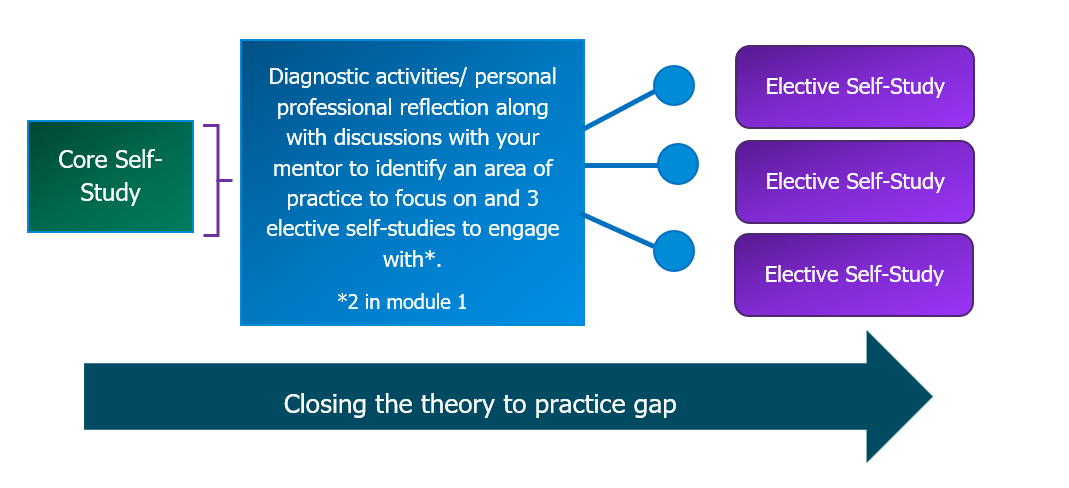 Core Self-
Study
Diagnostic activities/ personal
professional reflection along
with discussions with your
mentor to identify an area of
practice to focus on and 3
elective self-studies to engage
with*.
*2 in module 1
Elective Self-Study
Elective Self-Study
Elective Self-Study
Closing the theory to practice gap